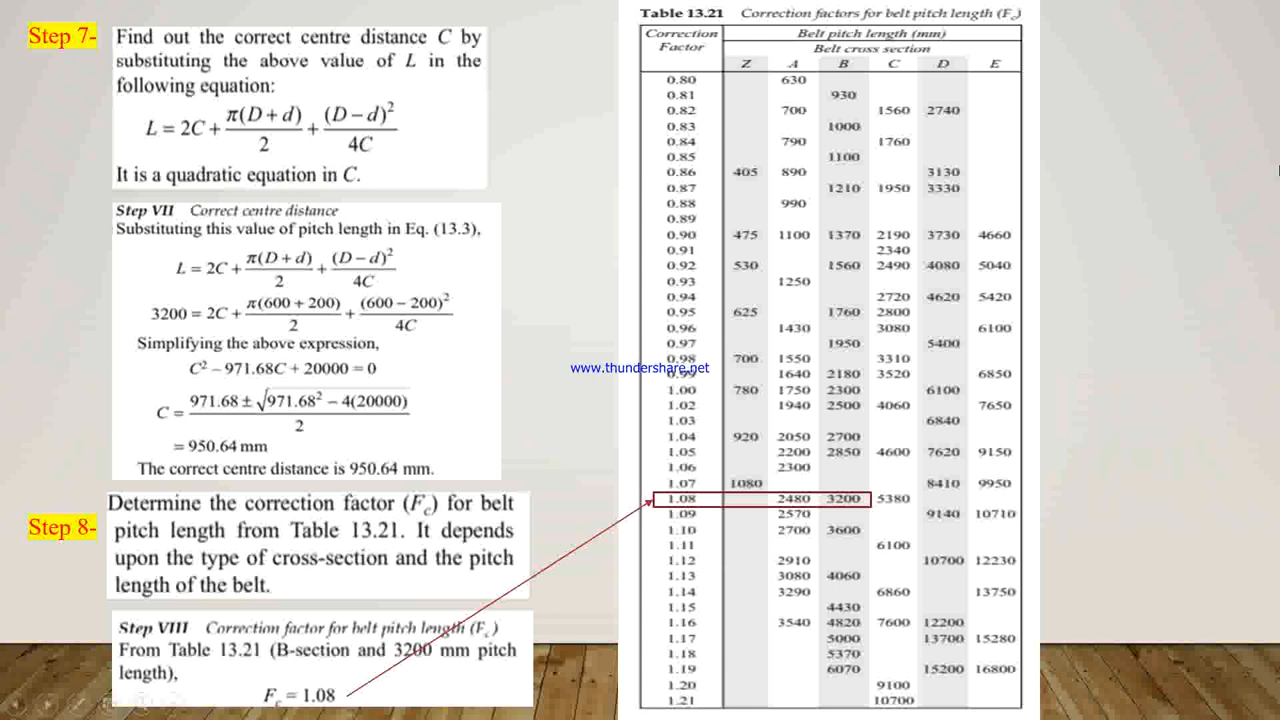 Step 7-
Find out the correct centre distance C by
substituting the above value of L in the
following equation:
L = 2C + π(D + d)/2 + (D – d)²/4C
It is a quadratic equation in C.
Step VII Correct centre distance
Substituting this value of pitch length in Eq. (13.3),
L = 2C + π(D + d)/2 + (D – d)²/4C
3200 = 2C + π(600 + 200)/2 + (600 – 200)²/4C
Simplifying the above expression,
C² – 971.68C + 20000 = 0
C = (971.68 ± √(971.68² – 4(20000)))/2
= 950.64 mm
The correct centre distance is 950.64 mm.
Step 8-
Determine the correction factor (Fc) for belt
pitch length from Table 13.21. It depends
upon the type of cross-section and the pitch
length of the belt.
Step VIII Correction factor for belt pitch length (Fc)
From Table 13.21 (B-section and 3200 mm pitch
length),
Fc = 1.08
Table 13.21 Correction factors for belt pitch length (Fc)
Correction Factor Belt pitch length (mm)
Belt cross section
Z A B C D E
0.80 630
0.81 930
0.82 700 1560 2740
0.83 1000
0.84 790 1760
0.85 1100
0.86 405 890 3130
0.87 1210 1950 3330
0.88 990
0.89
0.90 475 1100 1370 2190 3730 4660
0.91 2340
0.92 530 1560 2490 4080 5040
0.93 1250
0.94 2720 4620 5420
0.95 625 1760 2800
0.96 1430 3080 6100
0.97 1950 5400
0.98 700 1550 3310
www.thundershare.net
0.99 1640 2180 3520 6850
1.00 780 1750 2300 6100
1.02 1940 2500 4060 7650
1.03 6840
1.04 920 2050 2700
1.05 2200 2850 4600 7620 9150
1.06 2300
1.07 1080 8410 9950
1.08 2480 3200 5380
1.09 2570 9140 10710
1.10 2700 3600
1.11 6100
1.12 2910 10700 12230
1.13 3080 4060
1.14 3290 6860 13750
1.15 4430
1.16 3540 4820 7600 12200
1.17 5000 13700 15280
1.18 5370
1.19 6070 15200 16800
1.20 9100
1.21 10700